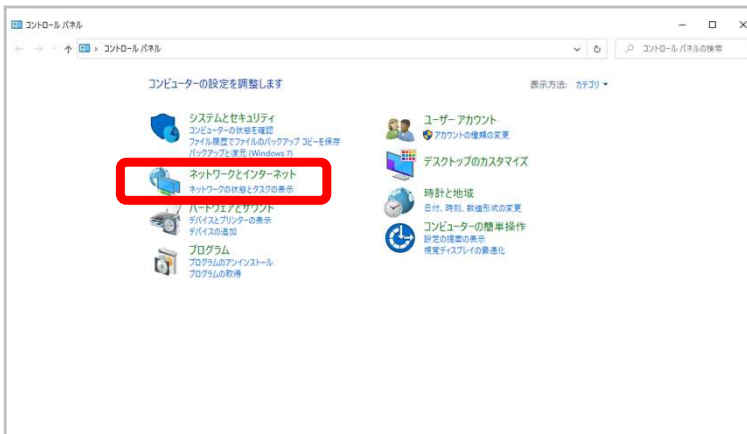 コントロール パネル
コントロール パネル
コントロール パネルの検索
コンピューターの設定を調整します
表示方法: カテゴリ
システムとセキュリティ
コンピューターの状態を確認
ファイル履歴でファイルのバックアップ コピーを保存
バックアップと復元 (Windows 7)
ネットワークとインターネット
ネットワークの状態とタスクの表示
ハードウェアとサウンド
デバイスとプリンターの表示
デバイスの追加
プログラム
プログラムのアンインストール
プログラムの取得
ユーザー アカウント
アカウントの種類の変更
デスクトップのカスタマイズ
時計と地域
日付、時刻、数値形式の変更
コンピューターの簡単操作
設定の提案の表示
視覚ディスプレイの最適化